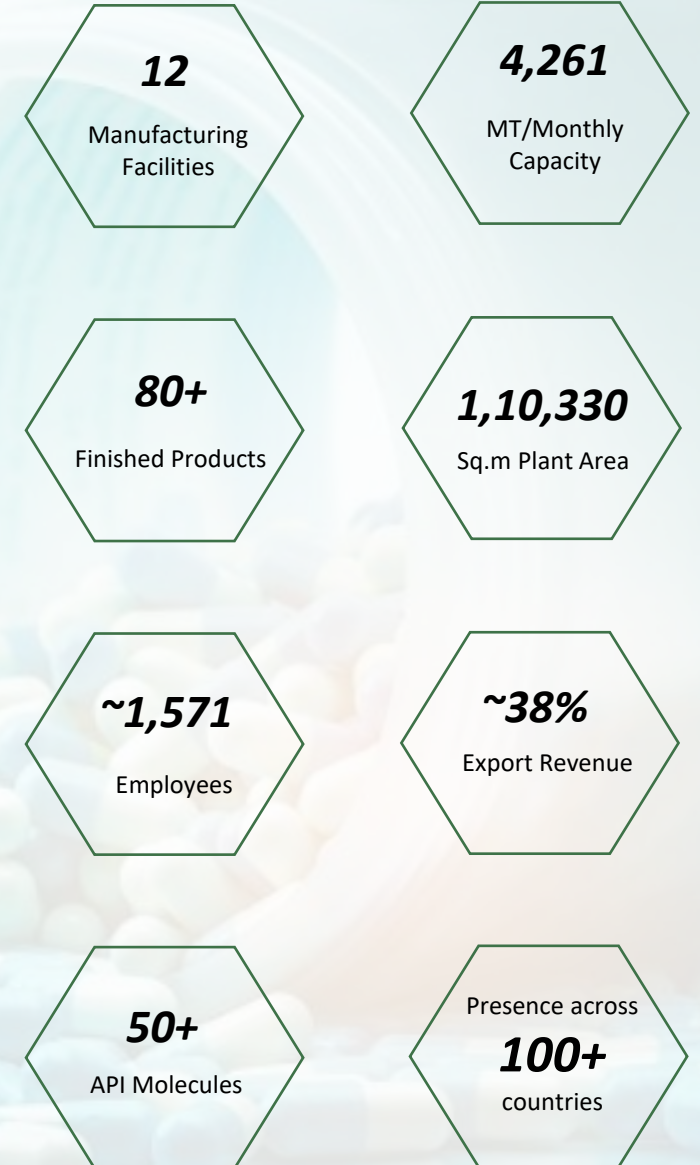 12
Manufacturing
Facilities
4,261
MT/Monthly
Capacity
80+
Finished Products
1,10,330
Sq.m Plant Area
~1,571
Employees
~38%
Export Revenue
50+
API Molecules
Presence across
100+
countries